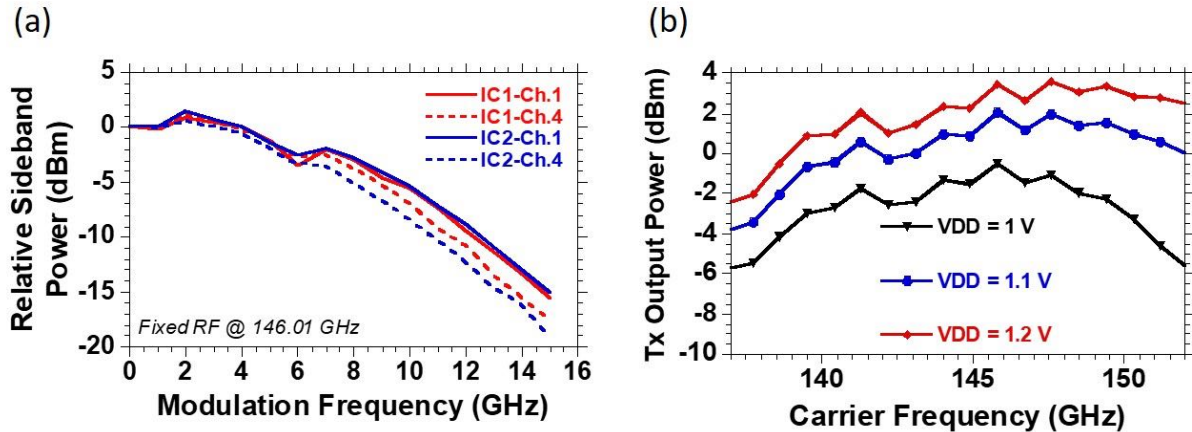 (a)
Relative Sideband
Power (dBm)
5
0
-5
-10
-15
-20
IC1-Ch.1
IC1-Ch.4
IC2-Ch.1
IC2-Ch.4
Fixed RF @ 146.01 GHz
0 2 4 6 8 10 12 14 16
Modulation Frequency (GHz)
(b)
Tx Output Power (dBm)
4
2
0
-2
-4
-6
-8
-10
VDD = 1 V
VDD = 1.1 V
VDD = 1.2 V
140 145 150
Carrier Frequency (GHz)